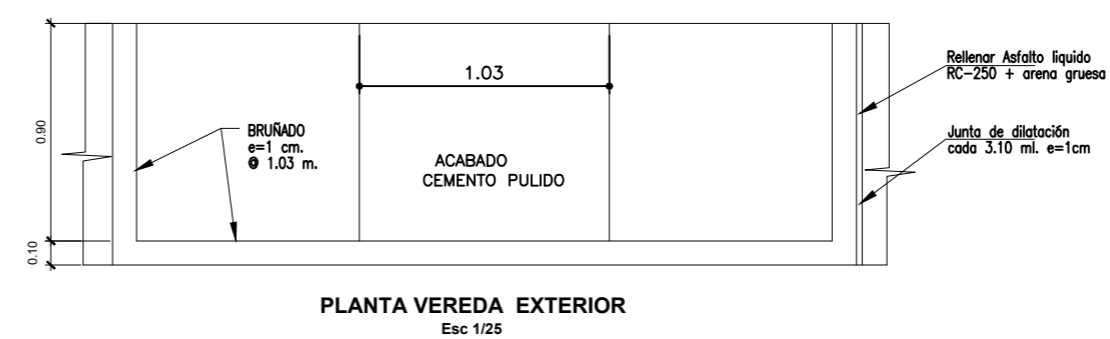 1.03
Rellenar Asfalto liquido
RC-250 + arena gruesa
0.90
BRUÑADO
e=1 cm.
@ 1.03 m.
Junta de dilatación
cada 3.10 ml. e=1cm
ACABADO
CEMENTO PULIDO
0.10
PLANTA VEREDA EXTERIOR
Esc 1/25